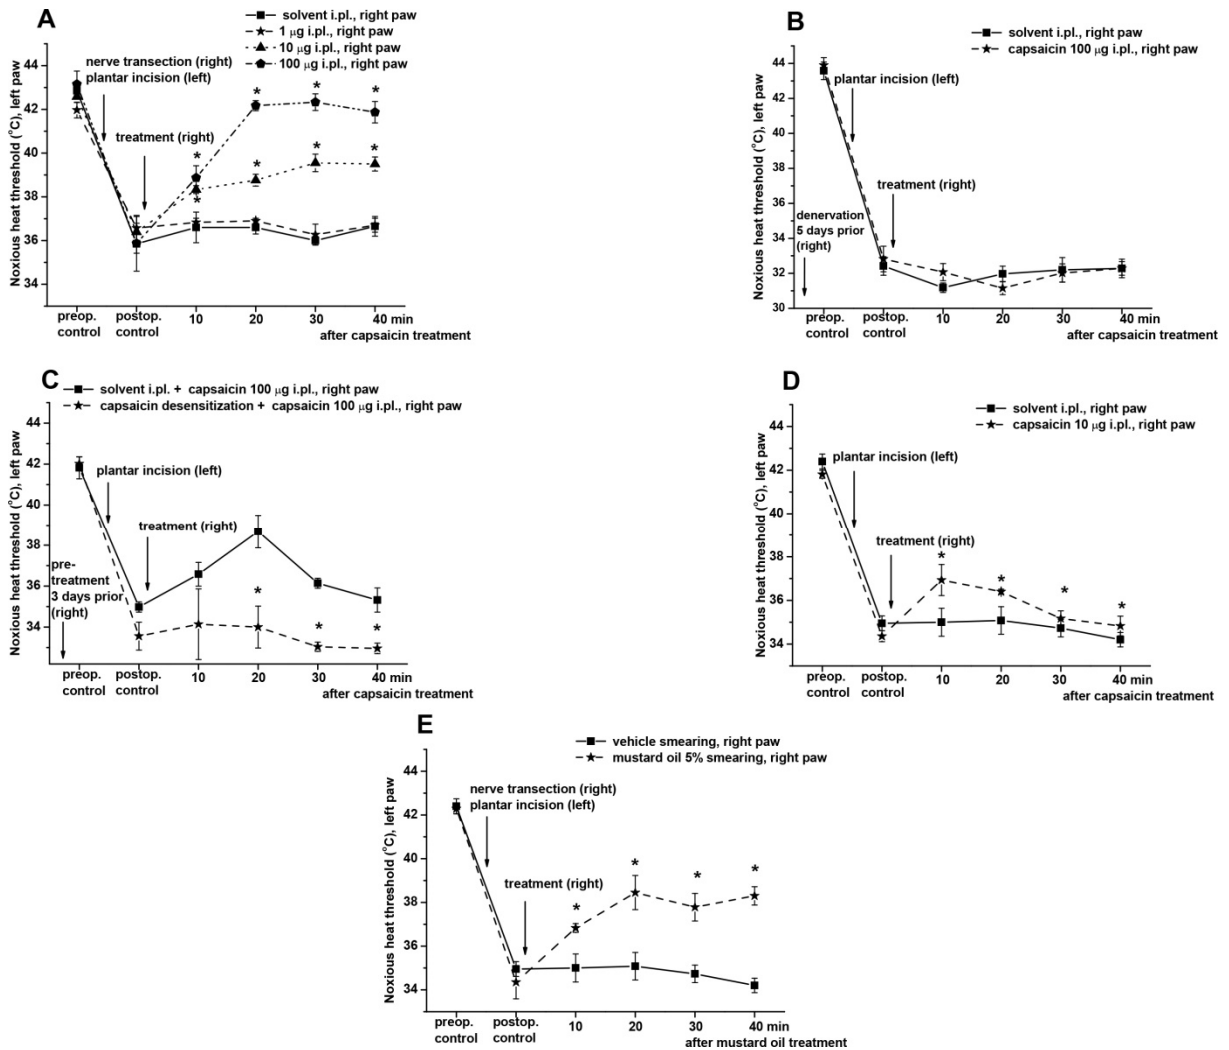 A
solvent i.pl., right paw
1 μg i.pl., right paw
10 μg i.pl., right paw
100 μg i.pl., right paw
nerve transection (right)
plantar incision (left)
treatment (right)
* * * * * * * *
Noxious heat threshold (°C), left paw
44
42
40
38
36
34
preop. control
postop. control
10 20 30 40 min
after capsaicin treatment
B
solvent i.pl., right paw
capsaicin 100 μg i.pl., right paw
plantar incision (left)
treatment (right)
denervation
5 days prior
(right)
Noxious heat threshold (°C), left paw
44
42
40
38
36
34
32
30
preop. control
postop. control
10 20 30 40 min
after capsaicin treatment
C
solvent i.pl. + capsaicin 100 μg i.pl., right paw
capsaicin desensitization + capsaicin 100 μg i.pl., right paw
plantar incision (left)
treatment (right)
pre-
treatment
3 days prior
(right)
* * *
Noxious heat threshold (°C), left paw
44
42
40
38
36
34
preop. control
postop. control
10 20 30 40 min
after capsaicin treatment
D
solvent i.pl., right paw
capsaicin 10 μg i.pl., right paw
plantar incision (left)
treatment (right)
* * * *
Noxious heat threshold (°C), left paw
44
42
40
38
36
34
preop. control
postop. control
10 20 30 40 min
after capsaicin treatment
E
vehicle smearing, right paw
mustard oil 5% smearing, right paw
nerve transection (right)
plantar incision (left)
treatment (right)
* * * *
Noxious heat threshold (°C), left paw
44
42
40
38
36
34
preop. control
postop. control
10 20 30 40 min
after mustard oil treatment